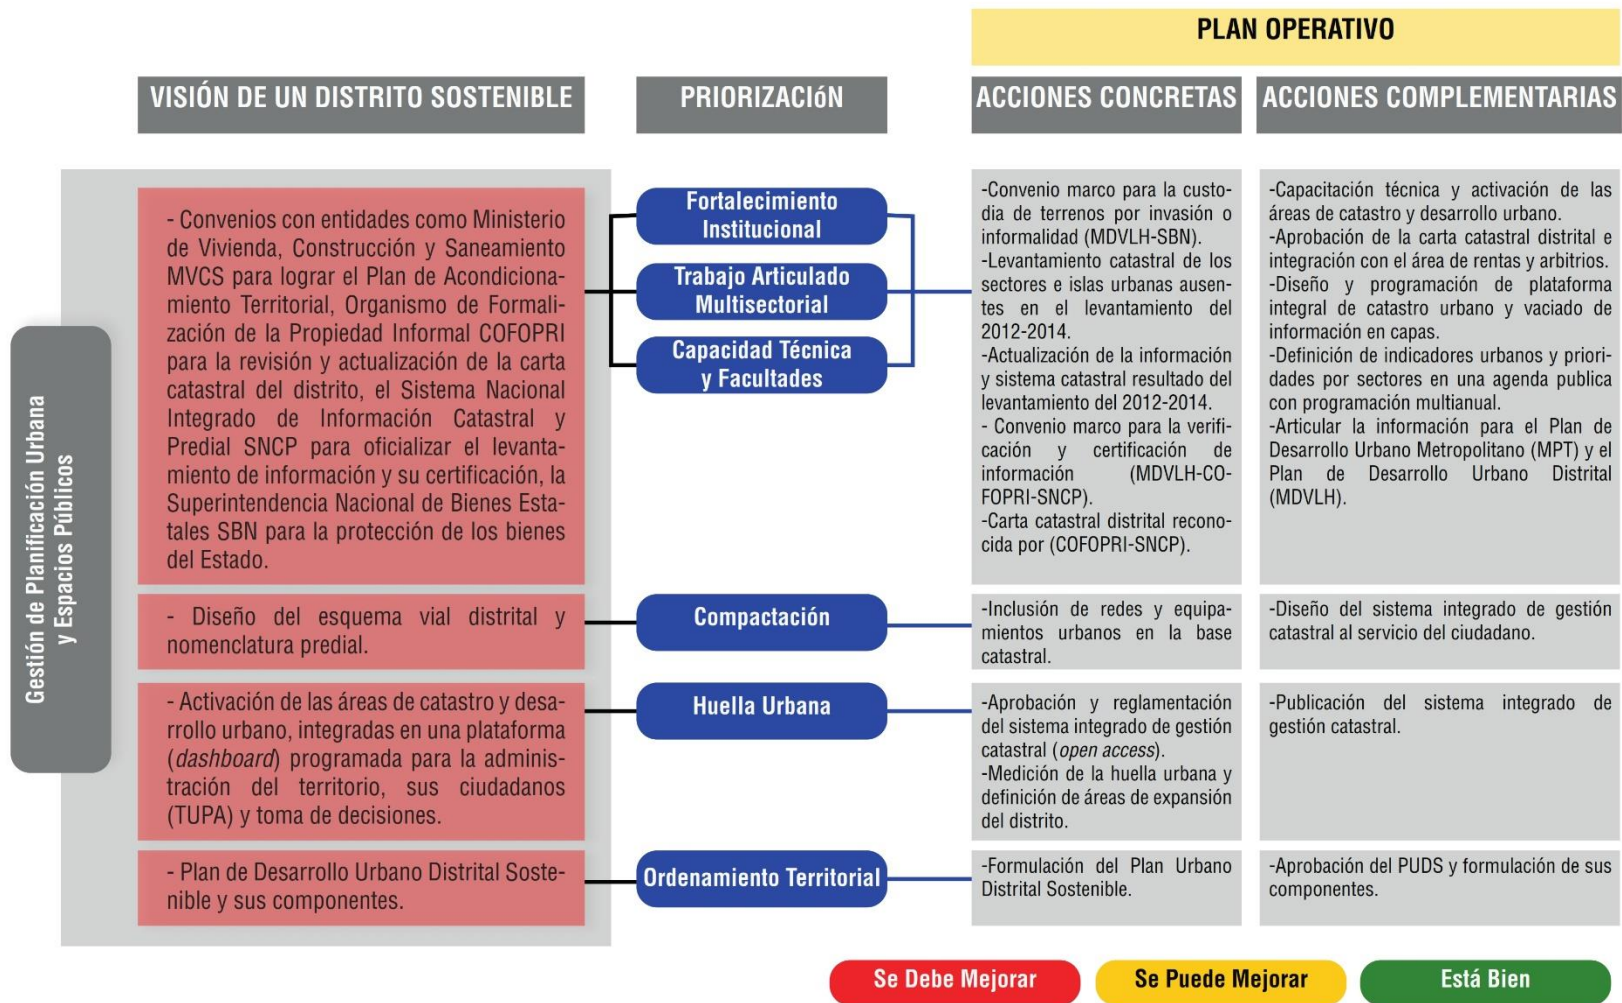 PLAN OPERATIVO
VISIÓN DE UN DISTRITO SOSTENIBLE
PRIORIZACIóN
ACCIONES CONCRETAS
ACCIONES COMPLEMENTARIAS
Gestión de Planificación Urbana
y Espacios Públicos
- Convenios con entidades como Ministerio
de Vivienda, Construcción y Saneamiento
MVCS para lograr el Plan de Acondiciona-
miento Territorial, Organismo de Formali-
zación de la Propiedad Informal COFOPRI
para la revisión y actualización de la carta
catastral del distrito, el Sistema Nacional
Integrado de Información Catastral y
Predial SNCP para oficializar el levanta-
miento de información y su certificación, la
Superintendencia Nacional de Bienes Esta-
tales SBN para la protección de los bienes
del Estado.
Fortalecimiento
Institucional
Trabajo Articulado
Multisectorial
Capacidad Técnica
y Facultades
-Convenio marco para la custo-
dia de terrenos por invasión o
informalidad (MDVLH-SBN).
-Levantamiento catastral de los
sectores e islas urbanas ausen-
tes en el levantamiento del
2012-2014.
-Actualización de la información
y sistema catastral resultado del
levantamiento del 2012-2014.
- Convenio marco para la verifi-
cación y certificación de
información (MDVLH-CO-
FOPRI-SNCP).
-Carta catastral distrital recono-
cida por (COFOPRI-SNCP).
-Capacitación técnica y activación de las
áreas de catastro y desarrollo urbano.
-Aprobación de la carta catastral distrital e
integración con el área de rentas y arbitrios.
-Diseño y programación de plataforma
integral de catastro urbano y vaciado de
información en capas.
-Definición de indicadores urbanos y priori-
dades por sectores en una agenda publica
con programación multianual.
-Articular la información para el Plan de
Desarrollo Urbano Metropolitano (MPT) y el
Plan de Desarrollo Urbano Distrital
(MDVLH).
- Diseño del esquema vial distrital y
nomenclatura predial.
Compactación
-Inclusión de redes y equipa-
mientos urbanos en la base
catastral.
-Diseño del sistema integrado de gestión
catastral al servicio del ciudadano.
- Activación de las áreas de catastro y desa-
rrollo urbano, integradas en una plataforma
(dashboard) programada para la adminis-
tración del territorio, sus ciudadanos
(TUPA) y toma de decisiones.
Huella Urbana
-Aprobación y reglamentación
del sistema integrado de gestión
catastral (open access).
-Medición de la huella urbana y
definición de áreas de expansión
del distrito.
-Publicación del sistema integrado de
gestión catastral.
- Plan de Desarrollo Urbano Distrital Soste-
nible y sus componentes.
Ordenamiento Territorial
-Formulación del Plan Urbano
Distrital Sostenible.
-Aprobación del PUDS y formulación de sus
componentes.
Se Debe Mejorar
Se Puede Mejorar
Está Bien